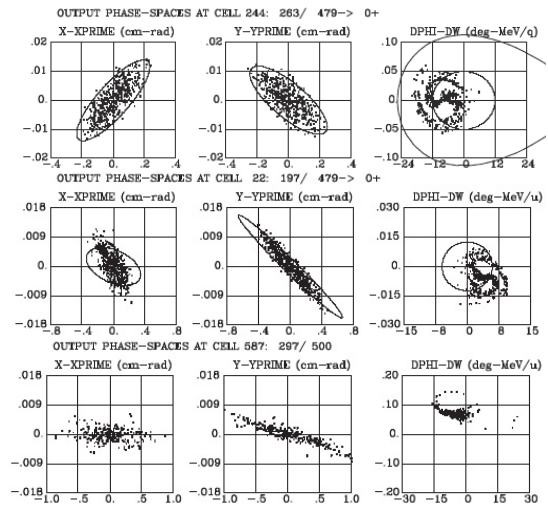 OUTPUT PHASE-SPACES AT CELL 244: 263/ 479-> 0+
X-XPRIME (cm-rad) Y-YPRIME (cm-rad) DPHI-DW (deg-MeV/q)
.02 .02 .10
.01 .01 .05
0. 0. 0.
-.01 -.01 -.05
-.02 -.02 -.10
-.4 -.2 0. .2 .4 -.4 -.2 0. .2 .4 -24 -12 0 12 24
OUTPUT PHASE-SPACES AT CELL 22: 197/ 479-> 0+
X-XPRIME (cm-rad) Y-YPRIME (cm-rad) DPHI-DW (deg-MeV/u)
.018 .018 .030
.009 .009 .015
0. 0. 0.
-.009 -.009 -.015
-.018 -.018 -.030
-.8 -.4 0. .4 .8 -.8 -.4 0. .4 .8 -15 -8 0 8 15
OUTPUT PHASE-SPACES AT CELL 587: 297/ 500
X-XPRIME (cm-rad) Y-YPRIME (cm-rad) DPHI-DW (deg-MeV/u)
.018 .018 .20
.009 .009 .10
0. 0. 0.
-.009 -.009 -.10
-.018 -.018 -.20
-1.0 -.5 0. .5 1.0 -1.0 -.5 0. .5 1.0 -30 -15 0 15 30